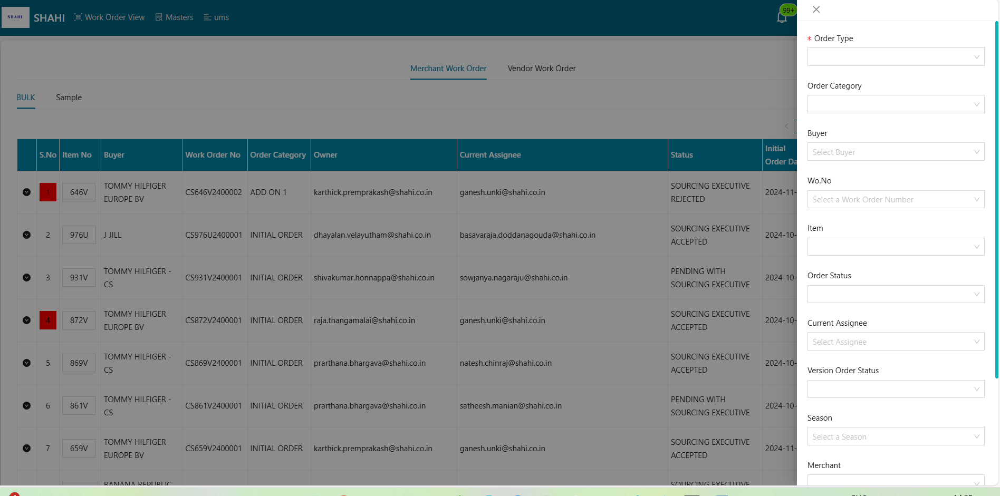 SHAHI
SHAHI
Work Order View
Masters
ums
99+
Merchant Work Order
Vendor Work Order
BULK
Sample
S.No Item No Buyer Work Order No Order Category Owner Current Assignee Status Initial
Order Da
1 646V TOMMY HILFIGER EUROPE BV CS646V2400002 ADD ON 1 karthick.premprakash@shahi.co.in ganesh.unki@shahi.co.in SOURCING EXECUTIVE REJECTED 2024-11-
2 976U J JILL CS976U2400001 INITIAL ORDER dhayalan.velayutham@shahi.co.in basavaraja.doddanagouda@shahi.co.in SOURCING EXECUTIVE ACCEPTED 2024-10-
3 931V TOMMY HILFIGER - CS CS931V2400001 INITIAL ORDER shivakumar.honnappa@shahi.co.in sowjanya.nagaraju@shahi.co.in PENDING WITH SOURCING EXECUTIVE 2024-10-
4 872V TOMMY HILFIGER EUROPE BV CS872V2400001 INITIAL ORDER raja.thangamalai@shahi.co.in ganesh.unki@shahi.co.in SOURCING EXECUTIVE ACCEPTED 2024-10-
5 869V TOMMY HILFIGER - CS CS869V2400001 INITIAL ORDER prarthana.bhargava@shahi.co.in natesh.chinraj@shahi.co.in SOURCING EXECUTIVE ACCEPTED 2024-10-
6 861V TOMMY HILFIGER - CS CS861V2400001 INITIAL ORDER prarthana.bhargava@shahi.co.in satheesh.manian@shahi.co.in PENDING WITH SOURCING EXECUTIVE 2024-10-
7 659V TOMMY HILFIGER EUROPE BV CS659V2400001 INITIAL ORDER karthick.premprakash@shahi.co.in ganesh.unki@shahi.co.in SOURCING EXECUTIVE ACCEPTED 2024-11-
BANANA REPUBLIC SOURCING EXECUTIVE
* Order Type
Order Category
Buyer
Select Buyer
Wo.No
Select a Work Order Number
Item
Order Status
Current Assignee
Select Assignee
Version Order Status
Season
Select a Season
Merchant